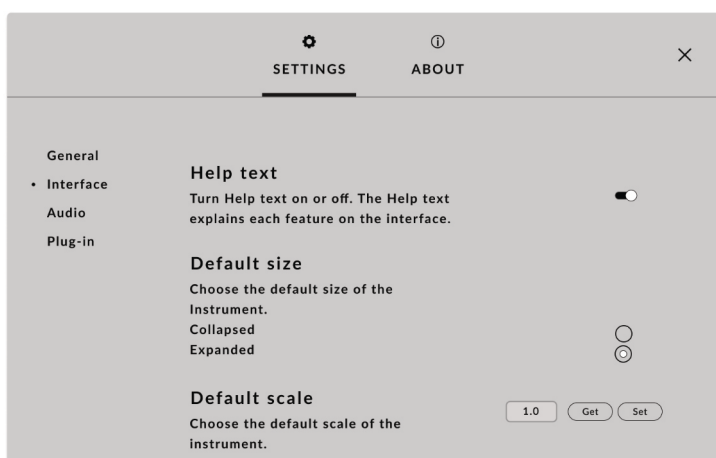 SETTINGS ABOUT
General
Interface
Audio
Plug-in
Help text
Turn Help text on or off. The Help text
explains each feature on the interface.
Default size
Choose the default size of the
Instrument.
Collapsed
Expanded
Default scale
1.0 Get Set
Choose the default scale of the
instrument.